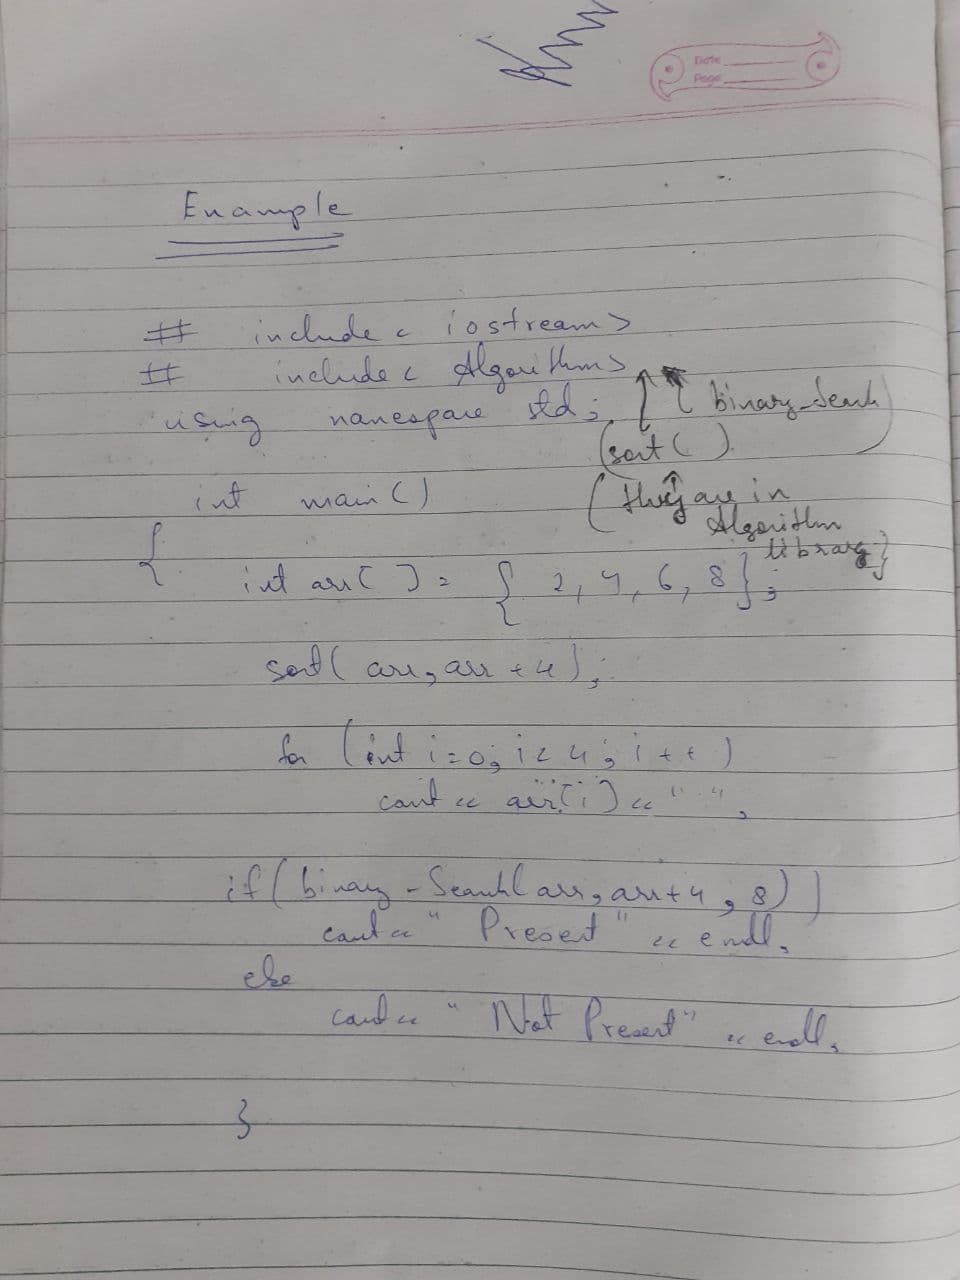 Date
Page
Example
# include < iostream>
# include < Algorithm>
using namespace std;
binary_Search
(sort ( )
int main()
(they are in
Algorithm
library}
{
int arr[ ] = { 2, 4, 6, 8};
sort( arr, arr + 4);
for (int i=0; i< 4; i++)
cout << arr[i] << " ";
if( binary-Search( arr, arr+4, 8))
cout << " Present" << endl;
else
cout << " Not Present" << endl;
}